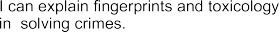 I can explain fingerprints and toxicology
in  solving crimes.